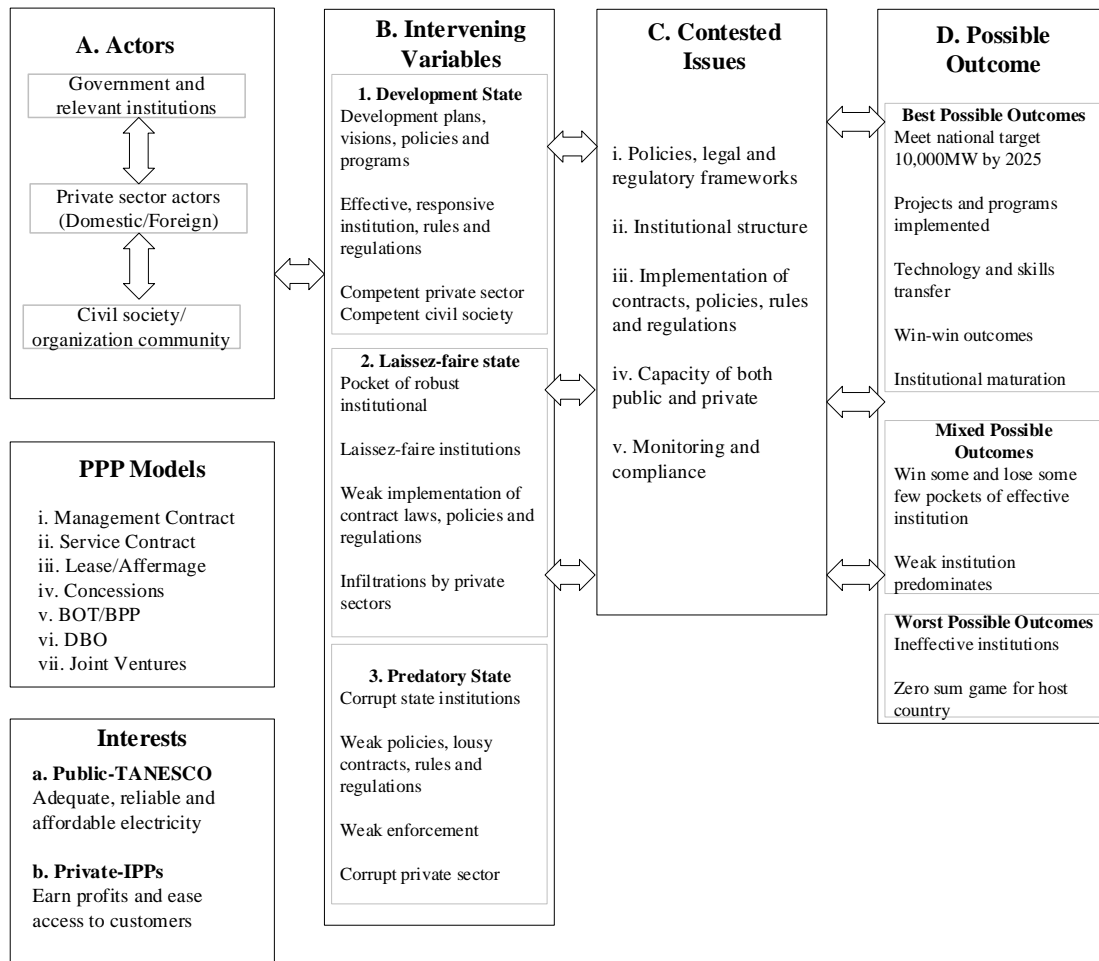 A. Actors
Government and
relevant institutions
Private sector actors
(Domestic/Foreign)
Civil society/
organization community
PPP Models
i. Management Contract
ii. Service Contract
iii. Lease/Affermage
iv. Concessions
v. BOT/BPP
vi. DBO
vii. Joint Ventures
Interests
a. Public-TANESCO
Adequate, reliable and
affordable electricity
b. Private-IPPs
Earn profits and ease
access to customers
B. Intervening
Variables
1. Development State
Development plans,
visions, policies and
programs
Effective, responsive
institution, rules and
regulations
Competent private sector
Competent civil society
2. Laissez-faire state
Pocket of robust
institutional
Laissez-faire institutions
Weak implementation of
contract laws, policies and
regulations
Infiltrations by private
sectors
3. Predatory State
Corrupt state institutions
Weak policies, lousy
contracts, rules and
regulations
Weak enforcement
Corrupt private sector
C. Contested
Issues
i. Policies, legal and
regulatory frameworks
ii. Institutional structure
iii. Implementation of
contracts, policies, rules
and regulations
iv. Capacity of both
public and private
v. Monitoring and
compliance
D. Possible
Outcome
Best Possible Outcomes
Meet national target
10,000MW by 2025
Projects and programs
implemented
Technology and skills
transfer
Win-win outcomes
Institutional maturation
Mixed Possible
Outcomes
Win some and lose some
few pockets of effective
institution
Weak institution
predominates
Worst Possible Outcomes
Ineffective institutions
Zero sum game for host
country